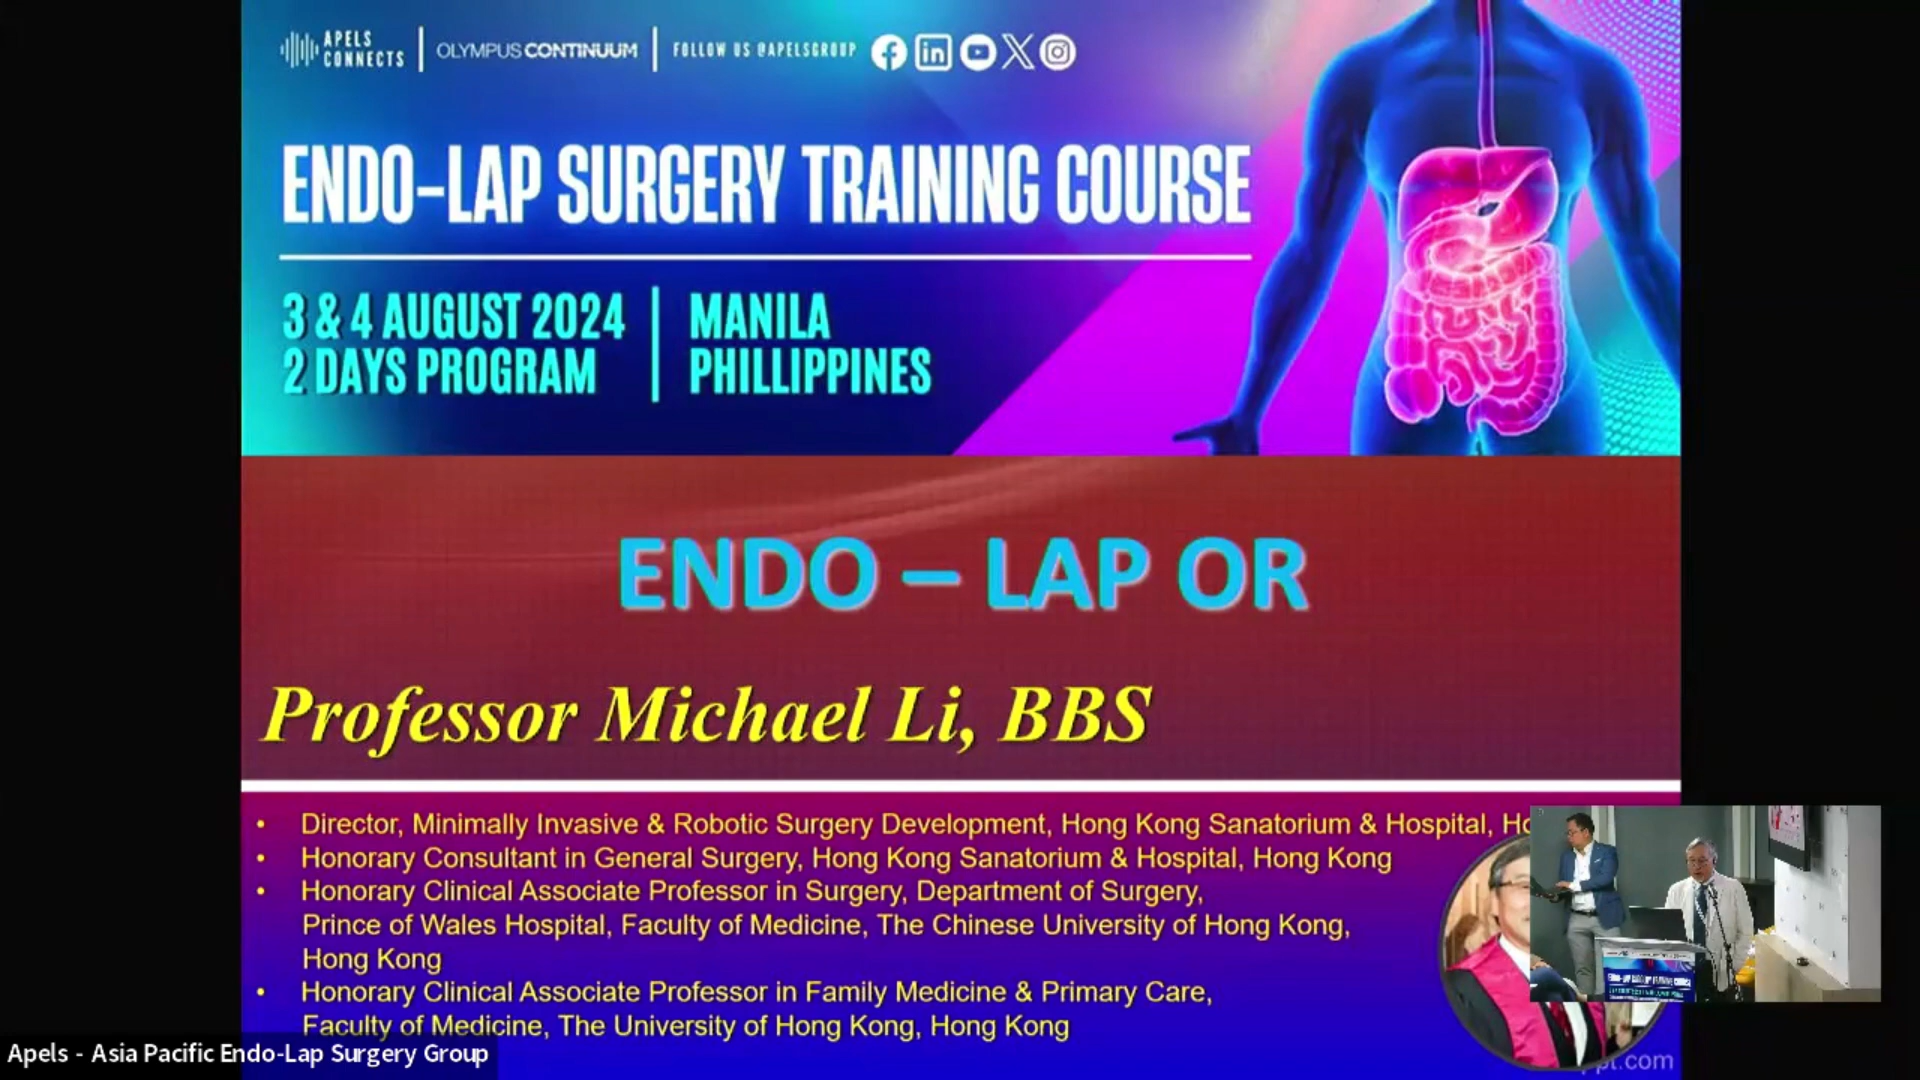 APELS
CONNECTS
OLYMPUS CONTINUUM
FOLLOW US @APELSGROUP
ENDO-LAP SURGERY TRAINING COURSE
3 & 4 AUGUST 2024
2 DAYS PROGRAM
MANILA
PHILLIPPINES
ENDO – LAP OR
Professor Michael Li, BBS
• Director, Minimally Invasive & Robotic Surgery Development, Hong Kong Sanatorium & Hospital,
• Honorary Consultant in General Surgery, Hong Kong Sanatorium & Hospital, Hong Kong
• Honorary Clinical Associate Professor in Surgery, Department of Surgery,
Prince of Wales Hospital, Faculty of Medicine, The Chinese University of Hong Kong,
Hong Kong
• Honorary Clinical Associate Professor in Family Medicine & Primary Care,
Faculty of Medicine, The University of Hong Kong, Hong Kong
Apels - Asia Pacific Endo-Lap Surgery Group
ENDO-LAP SURGERY TRAINING COURSE